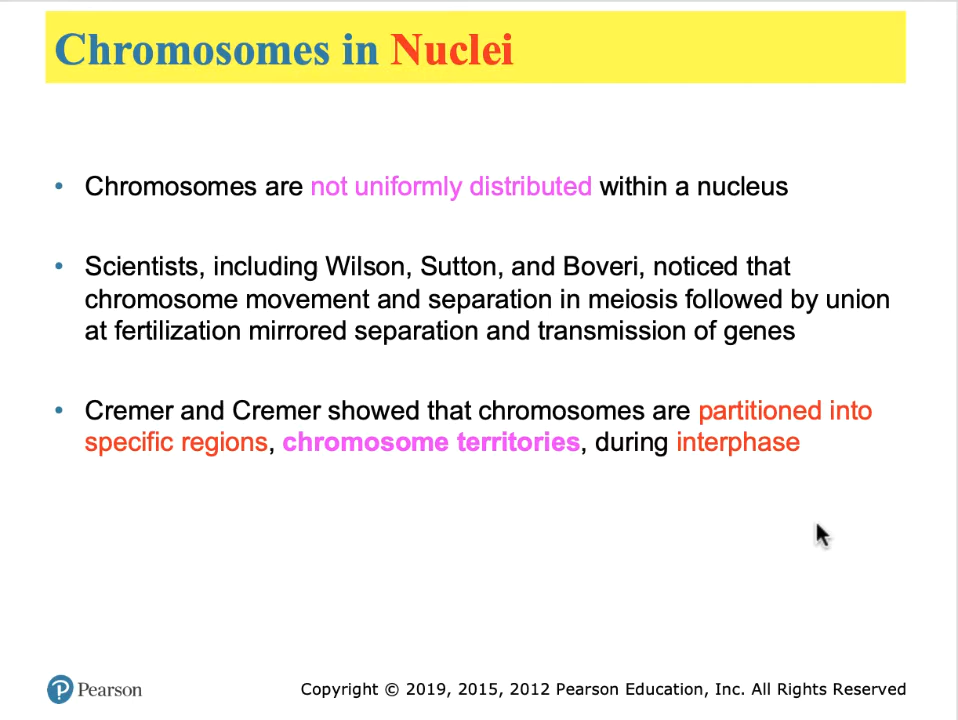 Chromosomes in Nuclei
• Chromosomes are not uniformly distributed within a nucleus
• Scientists, including Wilson, Sutton, and Boveri, noticed that
chromosome movement and separation in meiosis followed by union
at fertilization mirrored separation and transmission of genes
• Cremer and Cremer showed that chromosomes are partitioned into
specific regions, chromosome territories, during interphase
Pearson
Copyright © 2019, 2015, 2012 Pearson Education, Inc. All Rights Reserved